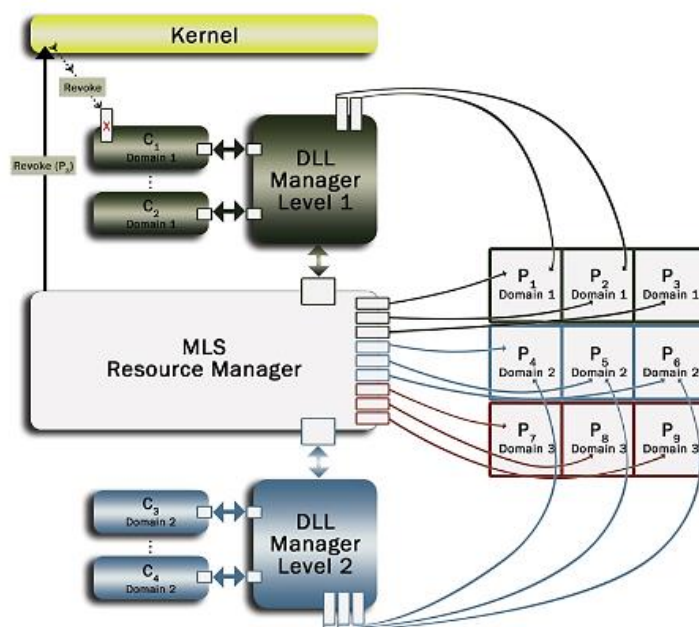 Kernel
Revoke
X
Revoke (P₃)
C₁
Domain 1
C₂
Domain 1
DLL
Manager
Level 1
MLS
Resource Manager
P₁
Domain 1
P₂
Domain 1
P₃
Domain 1
P₄
Domain 2
P₅
Domain 2
P₆
Domain 2
P₇
Domain 3
P₈
Domain 3
P₉
Domain 3
C₃
Domain 2
C₄
Domain 2
DLL
Manager
Level 2